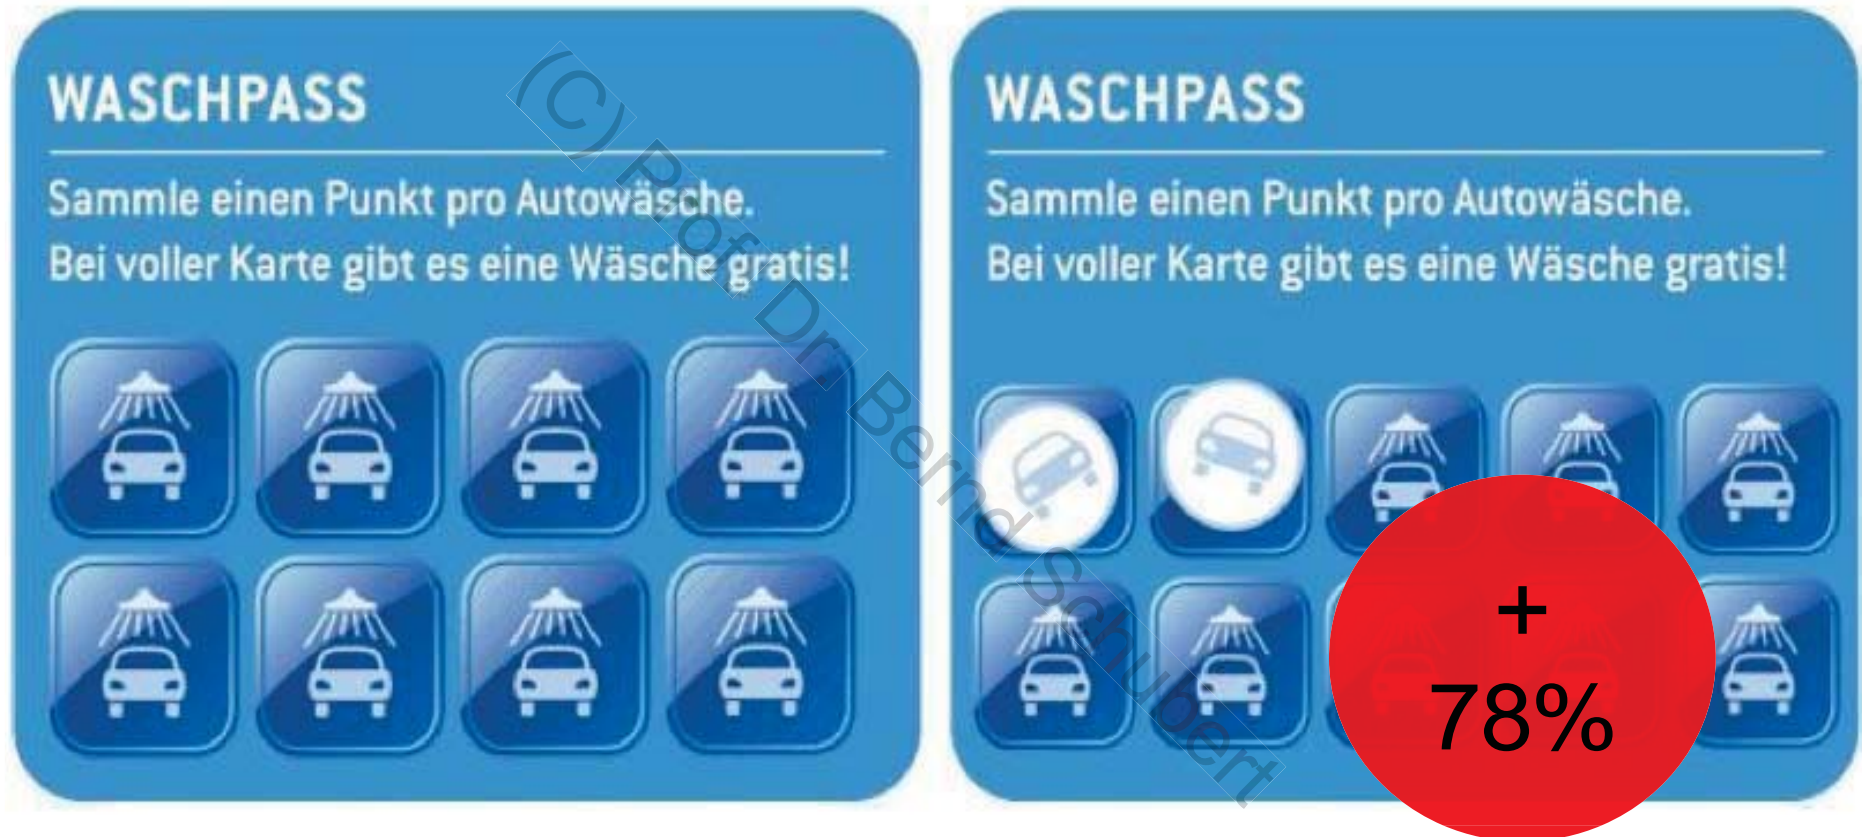 WASCHPASS
Sammle einen Punkt pro Autowäsche.
Bei voller Karte gibt es eine Wäsche gratis!
WASCHPASS
Sammle einen Punkt pro Autowäsche.
Bei voller Karte gibt es eine Wäsche gratis!
+
78%
(C) Prof. Dr. Bernd Schubert